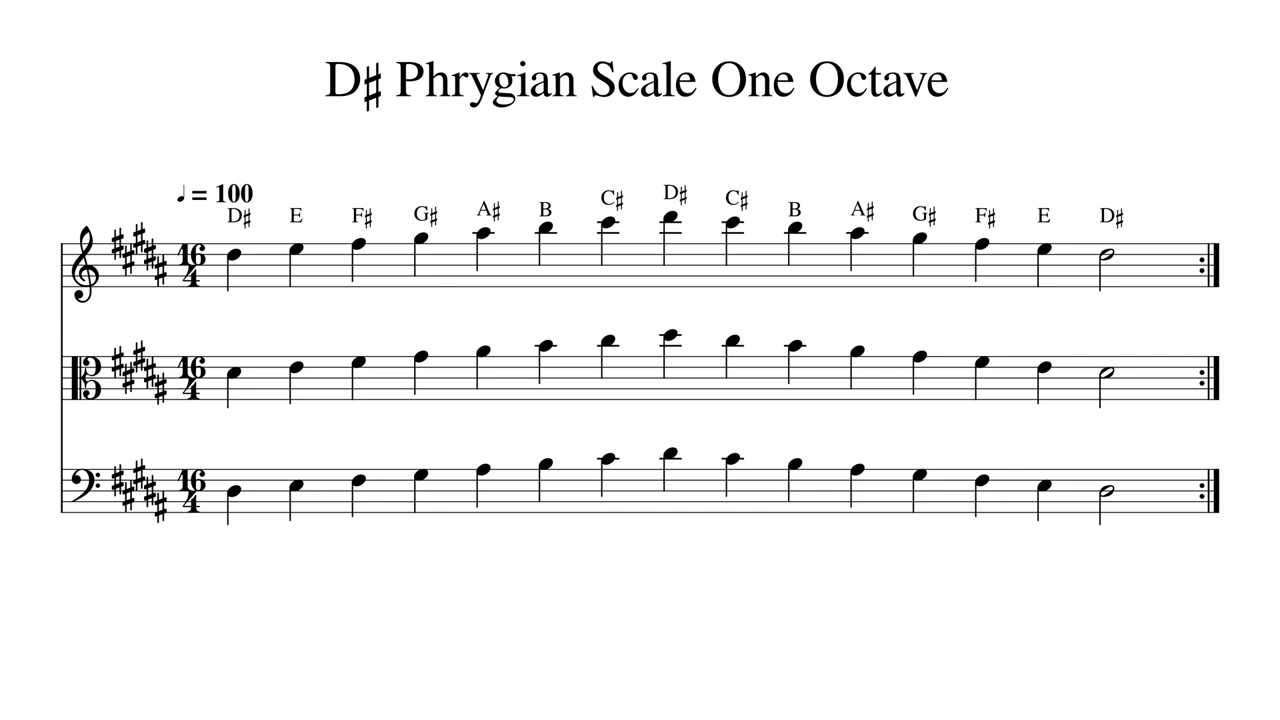 D♯ Phrygian Scale One Octave
♩ = 100
D♯ E F♯ G♯ A♯ B C♯ D♯ C♯ B A♯ G♯ F♯ E D♯
16
4
16
4
16
4